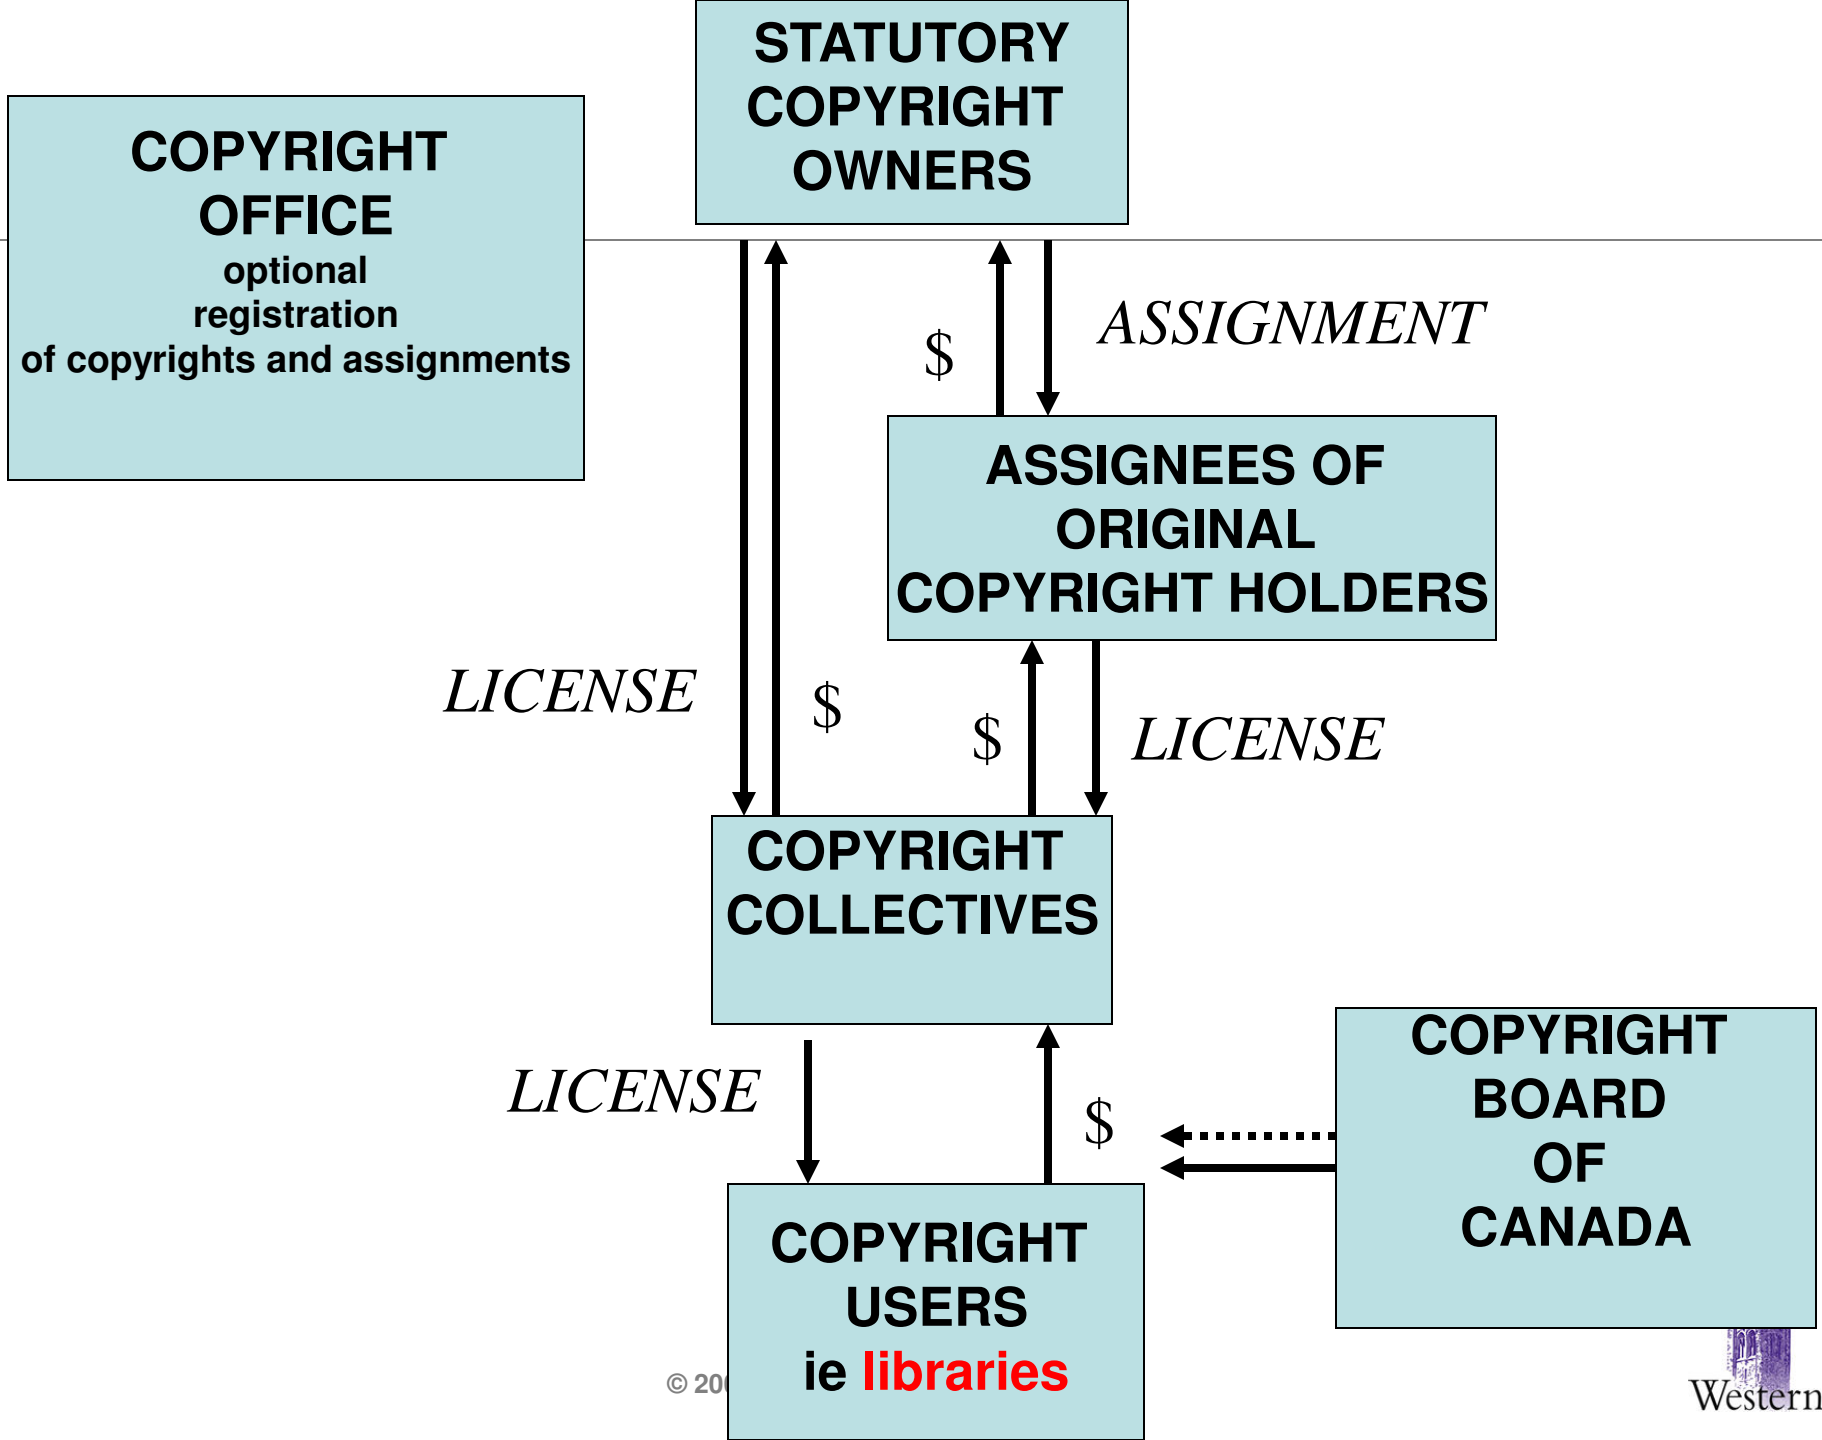 STATUTORY
COPYRIGHT
OWNERS
COPYRIGHT
OFFICE
optional
registration
of copyrights and assignments
$
ASSIGNMENT
ASSIGNEES OF
ORIGINAL
COPYRIGHT HOLDERS
LICENSE
$
$
LICENSE
COPYRIGHT
COLLECTIVES
LICENSE
$
COPYRIGHT
BOARD
OF
CANADA
COPYRIGHT
USERS
ie libraries
©
Western